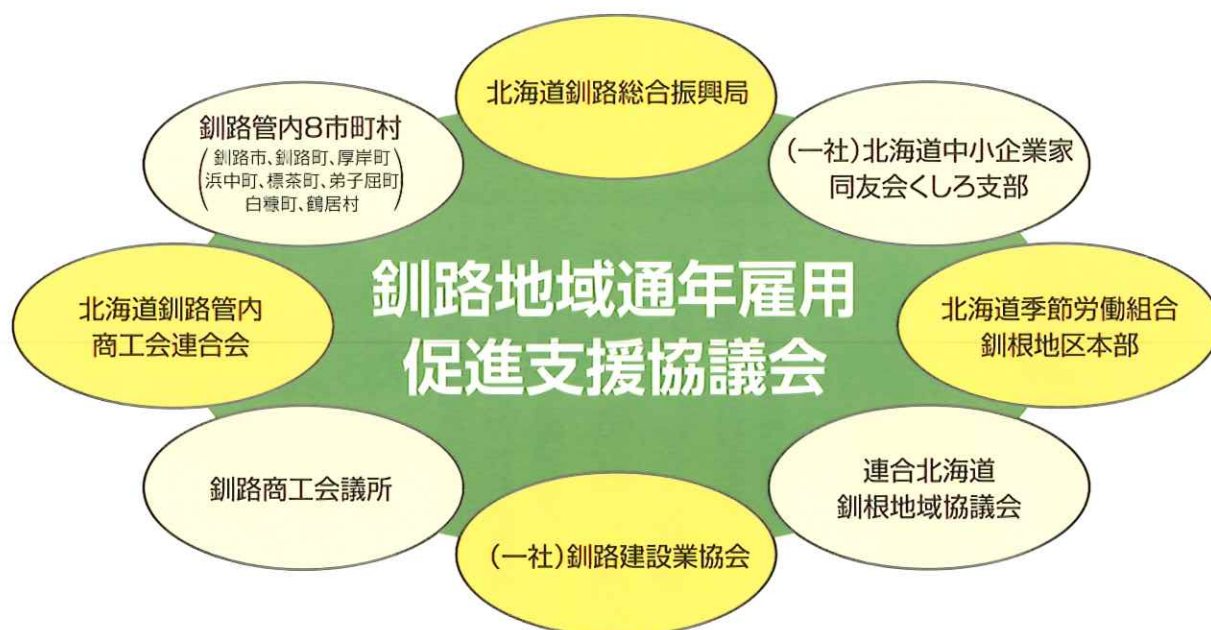 北海道釧路総合振興局
釧路管内8市町村
(釧路市、釧路町、厚岸町
浜中町、標茶町、弟子屈町
白糠町、鶴居村)
(一社)北海道中小企業家
同友会くしろ支部
釧路地域通年雇用
促進支援協議会
北海道釧路管内
商工会連合会
北海道季節労働組合
釧根地区本部
釧路商工会議所
連合北海道
釧根地域協議会
(一社)釧路建設業協会